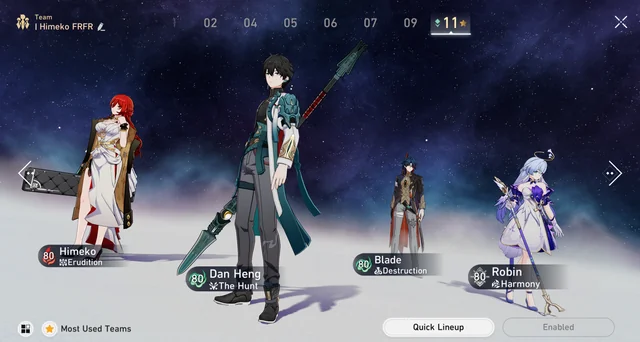 Team
I Himeko FRFR
1
02
04
05
06
07
09
11
80 Himeko
Erudition
80 Dan Heng
The Hunt
80 Blade
Destruction
80 Robin
Harmony
Most Used Teams
Quick Lineup
Enabled